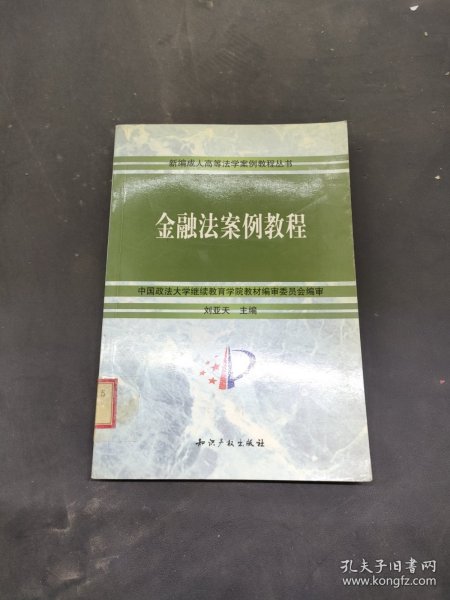 新编成人高等法学案例教程丛书
金融法案例教程
中国政法大学继续教育学院教材编审委员会编审
刘亚天 主编
5
知识产权出版社
孔夫子旧书网
www.kongfz.com